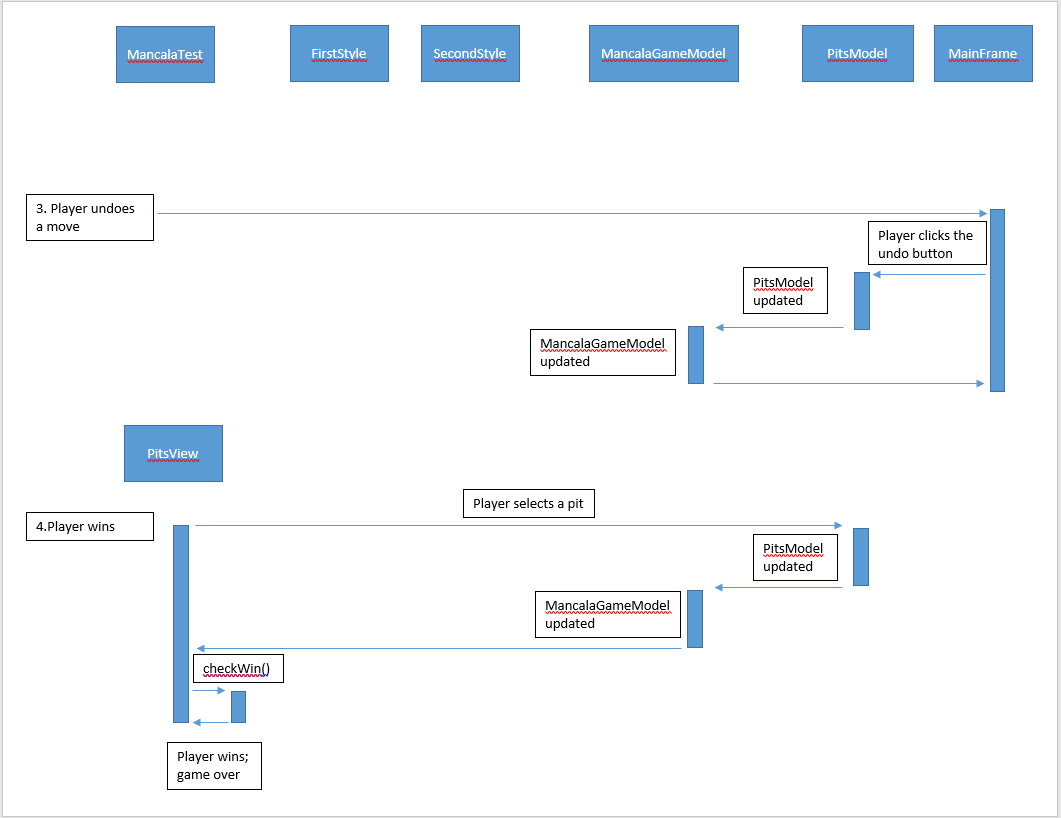 MancalaTest
FirstStyle
SecondStyle
MancalaGameModel
PitsModel
MainFrame
3. Player undoes
a move
Player clicks the
undo button
PitsModel
updated
MancalaGameModel
updated
PitsView
Player selects a pit
4.Player wins
PitsModel
updated
MancalaGameModel
updated
checkWin()
Player wins;
game over